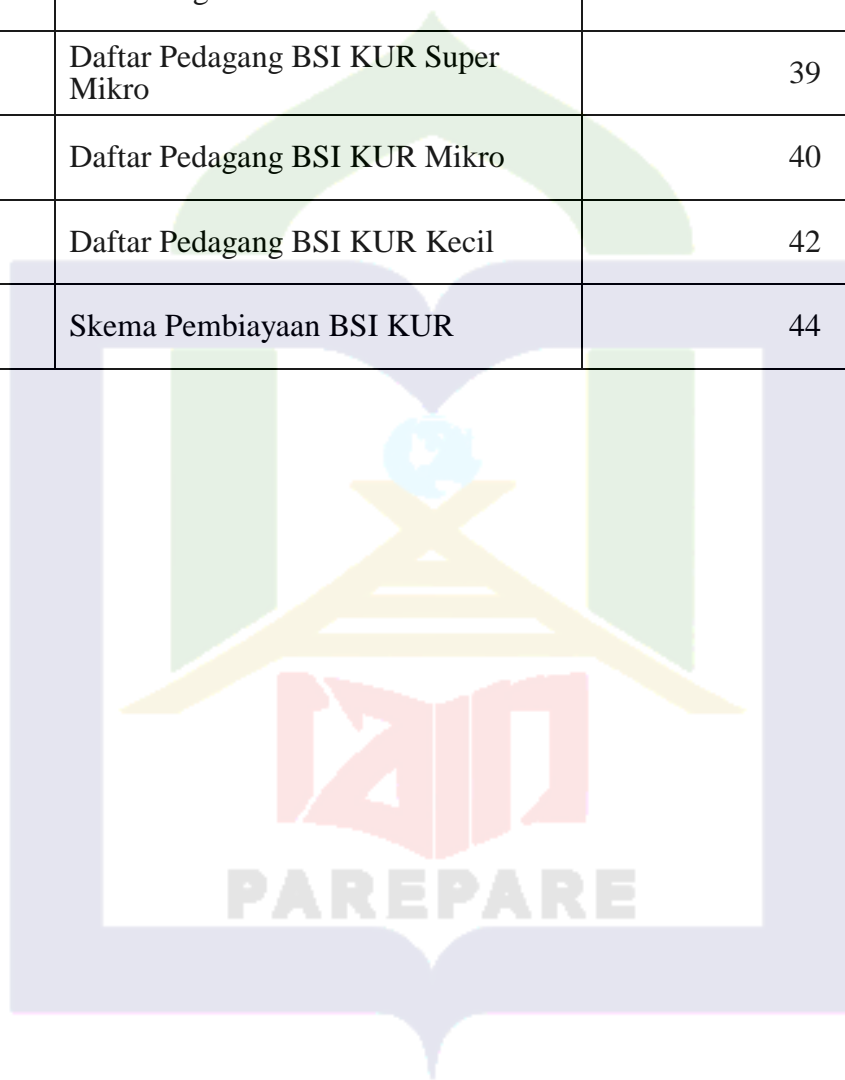 Daftar Pedagang BSI KUR Super
Mikro
39
Daftar Pedagang BSI KUR Mikro
40
Daftar Pedagang BSI KUR Kecil
42
Skema Pembiayaan BSI KUR
44
iain
PAREPARE